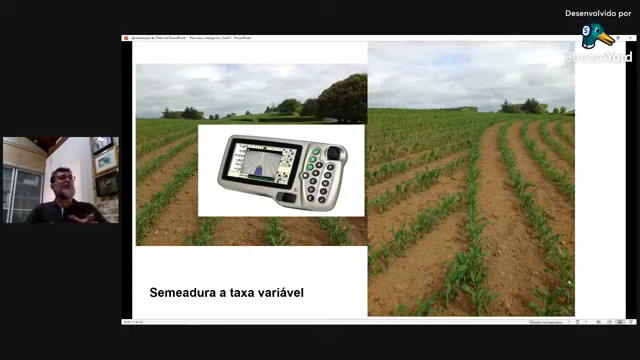 Desenvolvido por
StreamYard
Semeadura a taxa variável